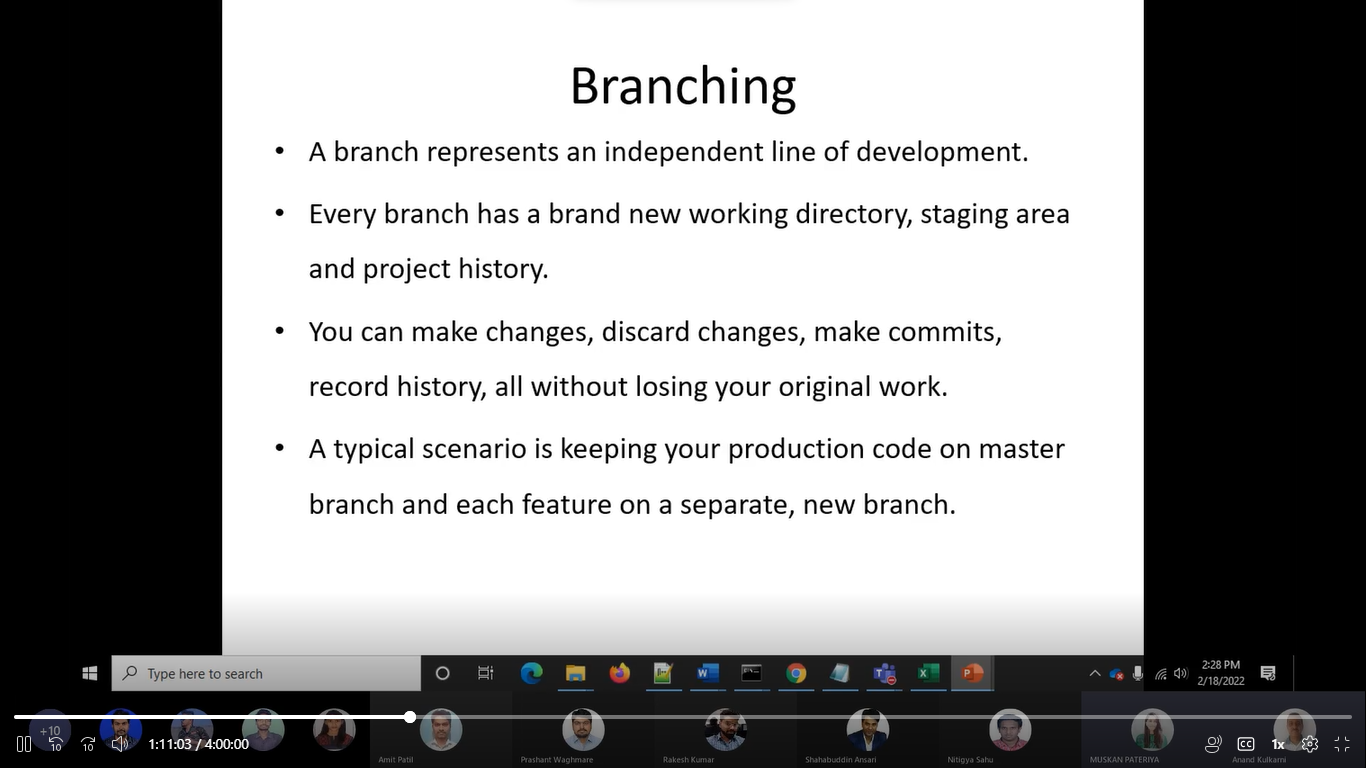 Branching
• A branch represents an independent line of development.
• Every branch has a brand new working directory, staging area
and project history.
• You can make changes, discard changes, make commits,
record history, all without losing your original work.
• A typical scenario is keeping your production code on master
branch and each feature on a separate, new branch.
Type here to search
2:28 PM
2/18/2022
+10
10
10
1:11:03 / 4:00:00
CC
1x
Amit Patil
Prashant Waghmare
Rakesh Kumar
Shahabuddin Ansari
Nitigya Sahu
MUSKAN PATERIYA
Anand Kulkarni